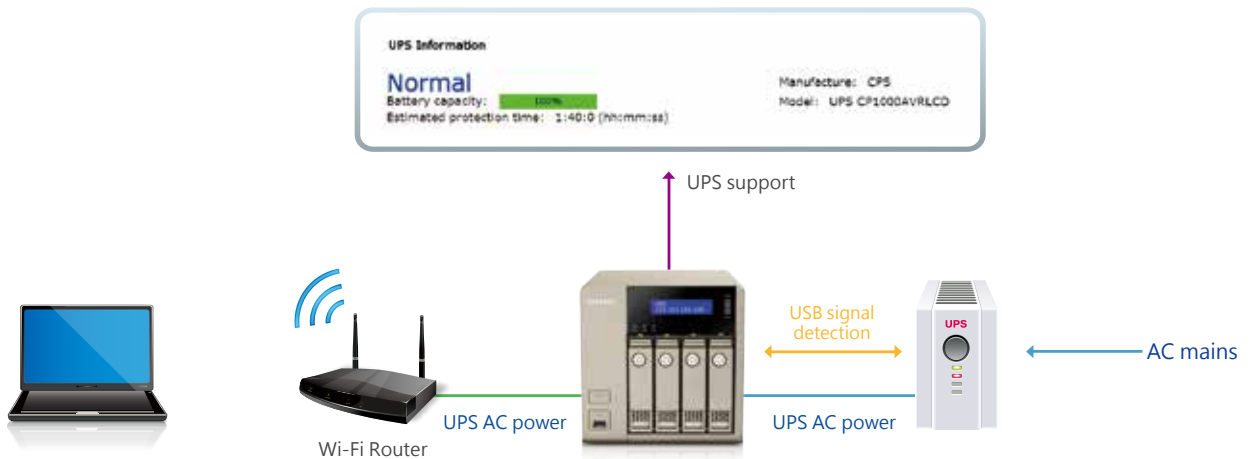 UPS Information
Normal
Manufacture: CPS
Battery capacity: 100%
Model: UPS CP1000AVRLCD
Estimated protection time: 1:40:0 (hh:mm:ss)
UPS support
USB signal
detection
UPS
AC mains
UPS AC power
UPS AC power
Wi-Fi Router